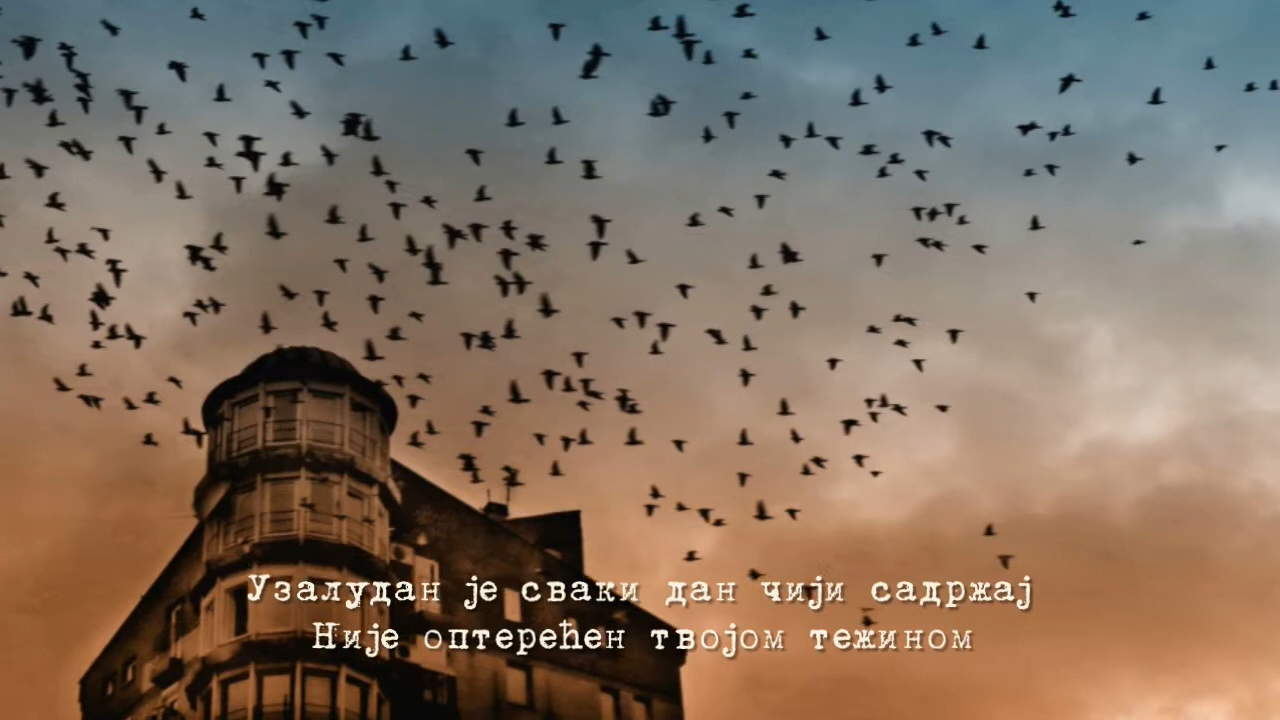 Узалудан је сваки дан чији садржај
Није оптерећен твојом тежином